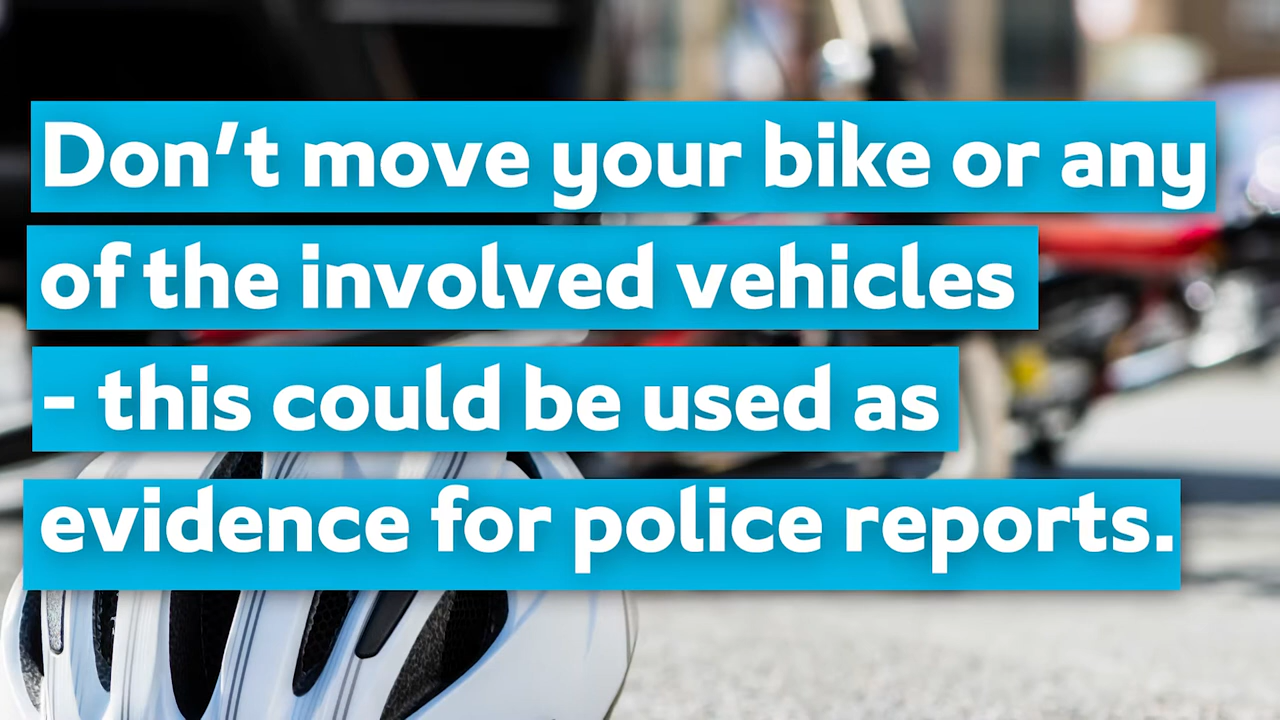 Don’t move your bike or any
of the involved vehicles
- this could be used as
evidence for police reports.